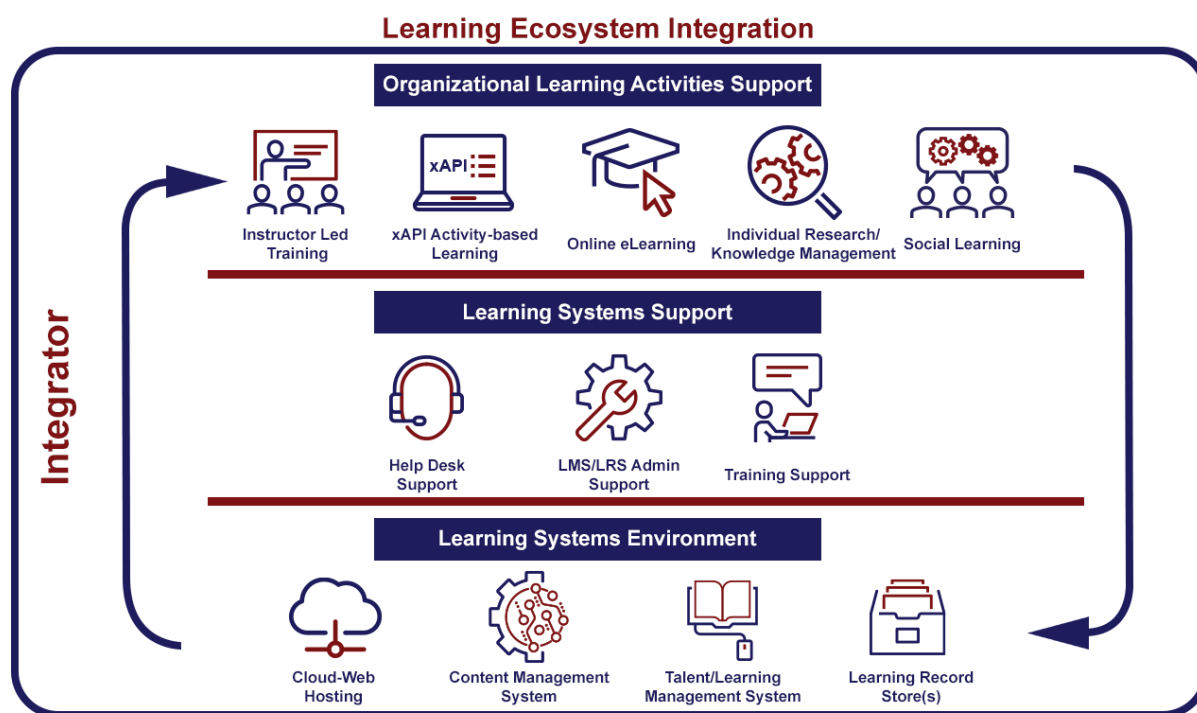 Learning Ecosystem Integration
Organizational Learning Activities Support
xAPI
Instructor Led
Training
xAPI Activity-based
Learning
Online eLearning
Individual Research/
Knowledge Management
Social Learning
Integrator
Learning Systems Support
Help Desk
Support
LMS/LRS Admin
Support
Training Support
Learning Systems Environment
Cloud-Web
Hosting
Content Management
System
Talent/Learning
Management System
Learning Record
Store(s)